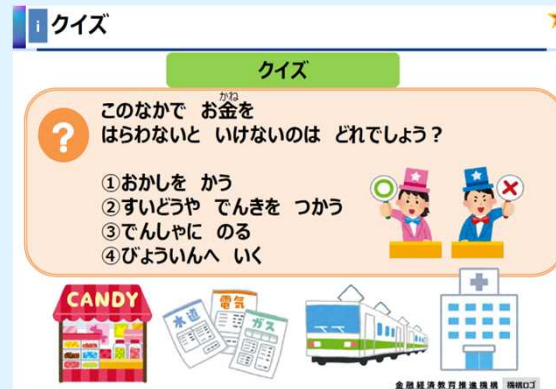 i クイズ
クイズ
?
かね
このなかで お金を
はらわないと いけないのは どれでしょう？
①おかしを かう
②すいどうや でんきを つかう
③でんしゃに のる
④びょういんへ いく
CANDY
水道
電気
ガス
金融経済教育推進機構 機構ロゴ